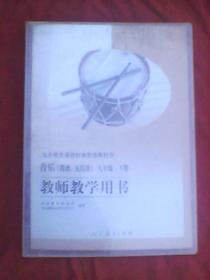 义务教育课程标准实验教科书
音乐(简谱、五线谱) 九年级 下册
教师教学用书
人民教育出版社